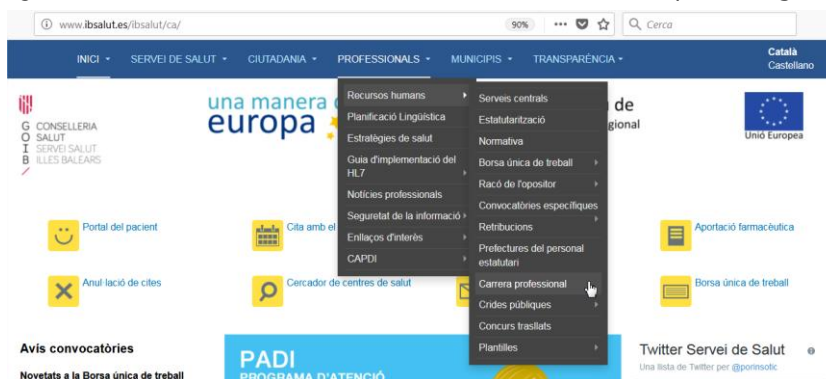 www.ibsalut.es/ibsalut/ca/
90%
Cerca
INICI
SERVEI DE SALUT
CIUTADANIA
PROFESSIONALS
MUNICIPIS
TRANSPARÈNCIA
Català
Castellano
G CONSELLERIA
O SALUT
I SERVEI SALUT
B ILLES BALEARS
una manera
europa
de
gional
Unió Europea
Recursos humans
Planificació Lingüística
Estratègies de salut
Guia d'implementació del
HL7
Notícies professionals
Seguretat de la informació
Enllaços d'interès
CAPDI
Serveis centrals
Estatutarització
Normativa
Borsa única de treball
Racó de l'opositor
Convocatòries específiques
Retribucions
Prefectures del personal
estatutari
Carrera professional
Crides públiques
Concurs trasllats
Plantilles
Portal del pacient
Cita amb el
Aportació farmacèutica
Anul·lació de cites
Cercador de centres de salut
Borsa única de treball
Avís convocatòries
Novetats a la Borsa única de treball
PADI
PROGRAMA D'ATENCIÓ
Twitter Servei de Salut
Una llista de Twitter per @porinsotic